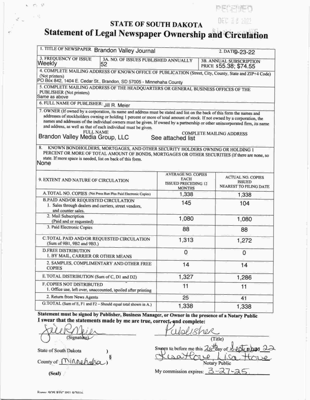 RECEIVED
STATE OF SOUTH DAKOTA
Statement of Legal Newspaper Ownership and Circulation
1. TITLE OF NEWSPAPER Brandon Valley Journal
2. DATE 9-23-22
3. FREQUENCY OF ISSUE
Weekly
3A. NO. OF ISSUES PUBLISHED ANNUALLY
52
3B. ANNUAL SUBSCRIPTION
PRICE $55.38; $74.55
4. COMPLETE MAILING ADDRESS OF KNOWN OFFICE OF PUBLICATION (Street, City, County, State and ZIP+4 Code)
(Not printers)
PO Box 842, 1404 E. Cedar St., Brandon, SD 57005 - Minnehaha County
5. COMPLETE MAILING ADDRESS OF THE HEADQUARTERS OR GENERAL BUSINESS OFFICES OF THE
PUBLISHER (Not printers)
Same as above
6. FULL NAME OF PUBLISHER Jill R. Meier
7. OWNER (If owned by a corporation, its name and address must be stated and on the back of this form the names and
addresses of stockholders owning or holding 1 percent or more of total amount of stock. If not owned by a corporation, the
names and addresses of the individual owners must be given. If owned by a partnership or other unincorporated firm, its name
and address, as well as that of each individual must be given.
FULL NAME
COMPLETE MAILING ADDRESS
Brandon Valley Media Group, LLC
See attached list
8. KNOWN BONDHOLDERS, MORTGAGES, AND OTHER SECURITY HOLDERS OWNING OR HOLDING 1
PERCENT OR MORE OF TOTAL AMOUNT OF BONDS, MORTGAGES OR OTHER SECURITIES (If there are none, so
state. If more space is needed, list on back of this form.
None
9. EXTENT AND NATURE OF CIRCULATION
AVERAGE NO. COPIES
EACH
ISSUED PRECEDING 12
MONTHS
ACTUAL NO. COPIES
ISSUED
NEAREST TO FILING DATE
A. TOTAL NO. COPIES (Net Press Run Plus Paid Electronic Copies) 1,338 1,338
B. PAID AND/OR REQUESTED CIRCULATION
1. Sales through dealers and carriers, street vendors,
and counter sales. 145 104
2. Mail Subscription
(Paid and or requested) 1,080 1,080
3. Paid Electronic Copies 88 88
C. TOTAL PAID AND/OR REQUESTED CIRCULATION
(Sum of 9B1, 9B2 and 9B3.) 1,313 1,272
D. FREE DISTRIBUTION
1. BY MAIL, CARRIER OR OTHER MEANS 0 0
2. SAMPLES, COMPLIMENTARY AND OTHER FREE
COPIES 14 14
E. TOTAL DISTRIBUTION (Sum of C, D1 and D2) 1,327 1,286
F. COPIES NOT DISTRIBUTED
1. Office use, left over, unaccounted, spoiled after printing 11 11
2. Return from News Agents 25 41
G. TOTAL (Sum of E, F1 and F2 - Should equal total shown in A.) 1,338 1,338
Statement must be signed by Publisher, Business Manager, or Owner in the presence of a Notary Public
I swear that the statements made by me are true, correct, and complete:
Jill R Meier Publisher
(Signature) (Title)
State of South Dakota )
County of Minnehaha )
Sworn to before me this 20th day of September 22
Lisa Howe
Notary Public
My commission expires: 3-27-25